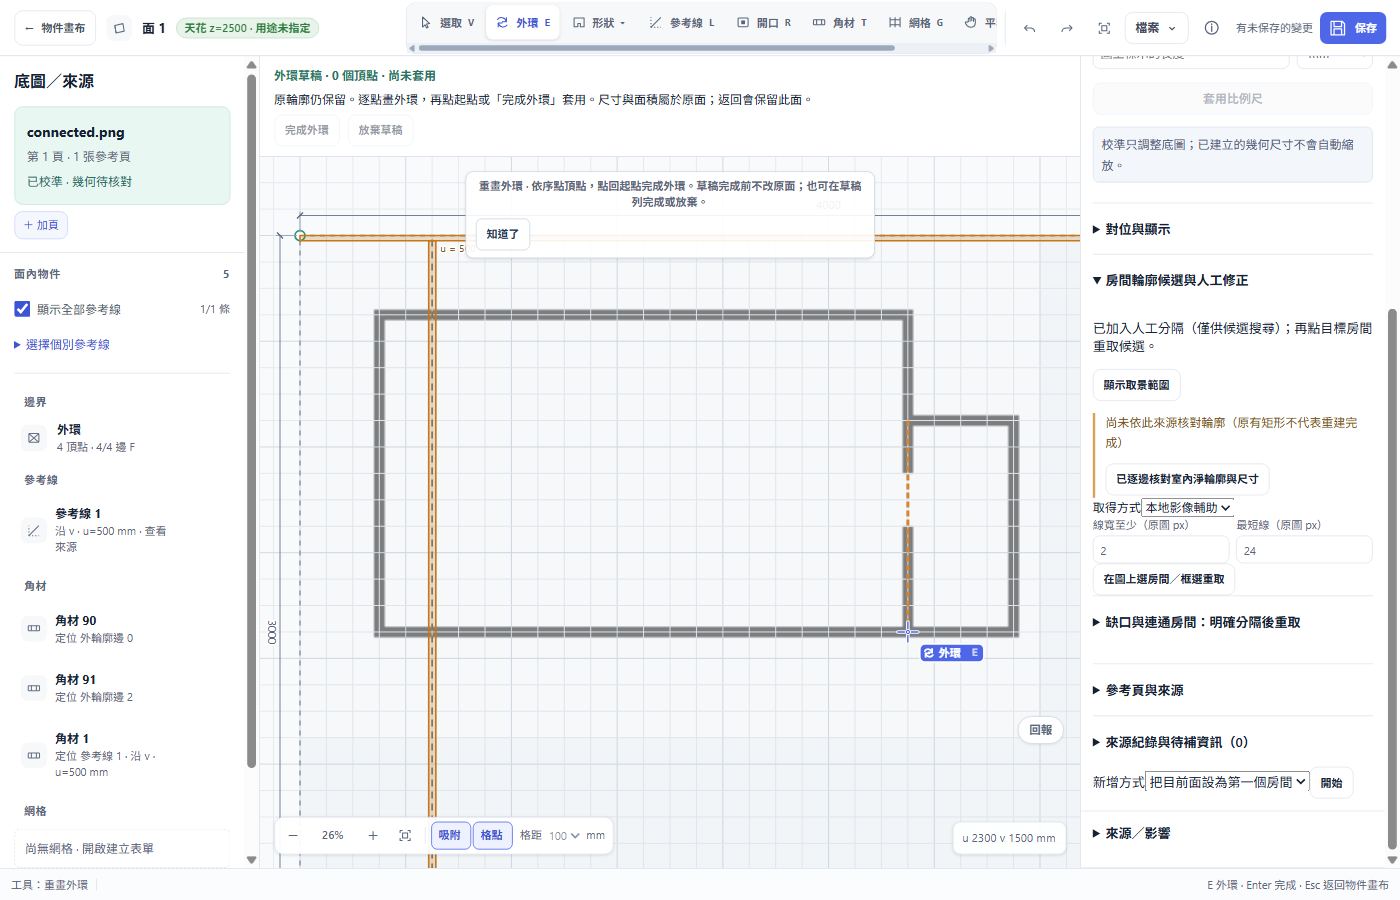 ← 物件畫布
面 1
天花 z=2500 · 用途未指定
選取 V
外環 E
形狀
參考線 L
開口 R
角材 T
網格 G
平
檔案
有未保存的變更
保存
底圖／來源
connected.png
第 1 頁 · 1 張參考頁
已校準 · 幾何待核對
＋ 加頁
面內物件 5
顯示全部參考線 1/1 條
選擇個別參考線
邊界
外環
4 頂點 · 4/4 邊 F
參考線
參考線 1
沿 v · u=500 mm · 查看
來源
角材
角材 90
定位 外輪廓邊 0
角材 91
定位 外輪廓邊 2
角材 1
定位 參考線 1 · 沿 v ·
u=500 mm
網格
尚無網格 · 開啟建立表單
外環草稿 · 0 個頂點 · 尚未套用
原輪廓仍保留。逐點畫外環，再點起點或「完成外環」套用。尺寸與面積屬於原面；返回會保留此面。
完成外環
放棄草稿
重畫外環 · 依序點頂點，點回起點完成外環。草稿完成前不改原面；也可在草稿
列完成或放棄。
4000
知道了
u = 5
3000
外環 E
回報
− 26% +
吸附
格點
格距 100 mm
u 2300 v 1500 mm
套用比例尺
校準只調整底圖；已建立的幾何尺寸不會自動縮
放。
對位與顯示
房間輪廓候選與人工修正
已加入人工分隔（僅供候選搜尋）；再點目標房間
重取候選。
顯示取景範圍
尚未依此來源核對輪廓（原有矩形不代表重建完
成）
已逐邊核對室內淨輪廓與尺寸
取得方式 本地影像輔助
線寬至少（原圖 px） 最短線（原圖 px）
2 24
在圖上選房間／框選重取
缺口與連通房間：明確分隔後重取
參考頁與來源
來源紀錄與待補資訊（0）
新增方式 把目前面設為第一個房間 開始
來源／影響
工具：重畫外環
E 外環 · Enter 完成 · Esc 返回物件畫布